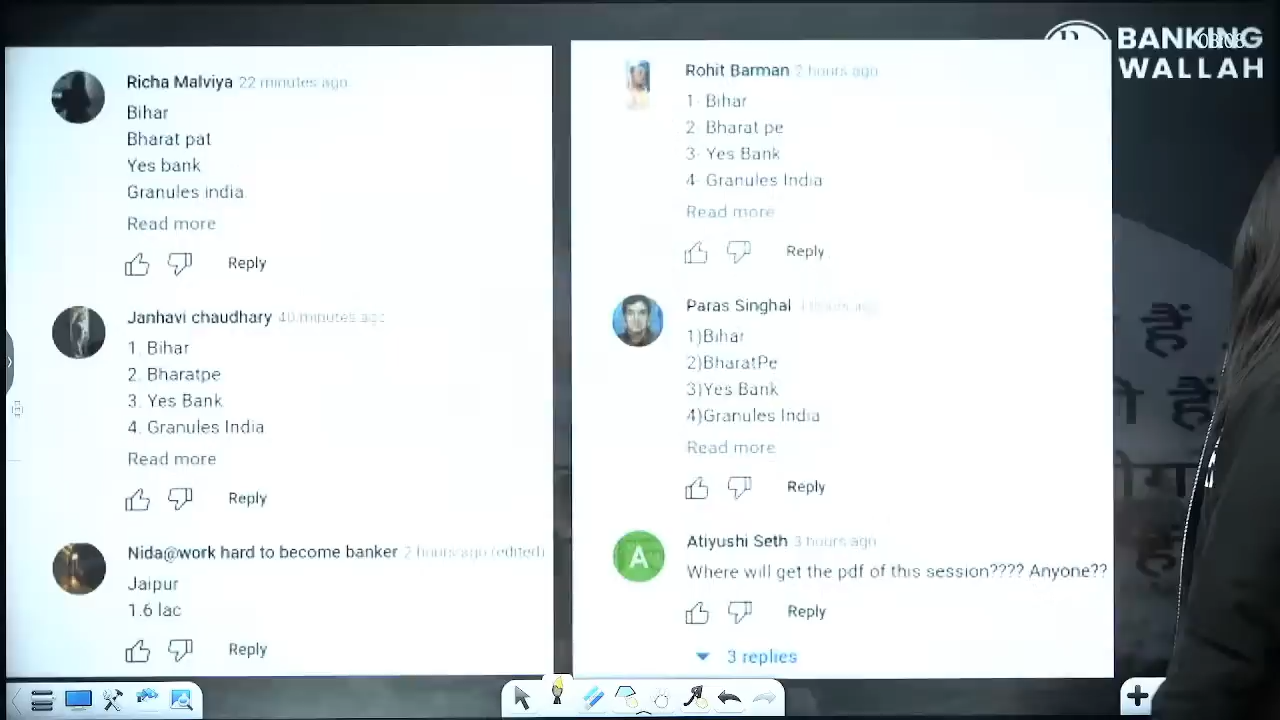 BANKING
WALLAH
Richa Malviya 22 minutes ago
Bihar
Bharat pat
Yes bank
Granules india
Read more
Reply
Janhavi chaudhary 40 minutes ago
1. Bihar
2. Bharatpe
3. Yes Bank
4. Granules India
Read more
Reply
Nida@work hard to become banker 2 hours ago (edited)
Jaipur
1.6 lac
Reply
Rohit Barman 2 hours ago
1- Bihar
2 Bharat pe
3- Yes Bank
4- Granules India
Read more
Reply
Paras Singhal
1)Bihar
2)BharatPe
3)Yes Bank
4)Granules India
Read more
Reply
A
Atiyushi Seth 3 hours ago
Where will get the pdf of this session???? Anyone??
Reply
3 replies
हैं
हैं